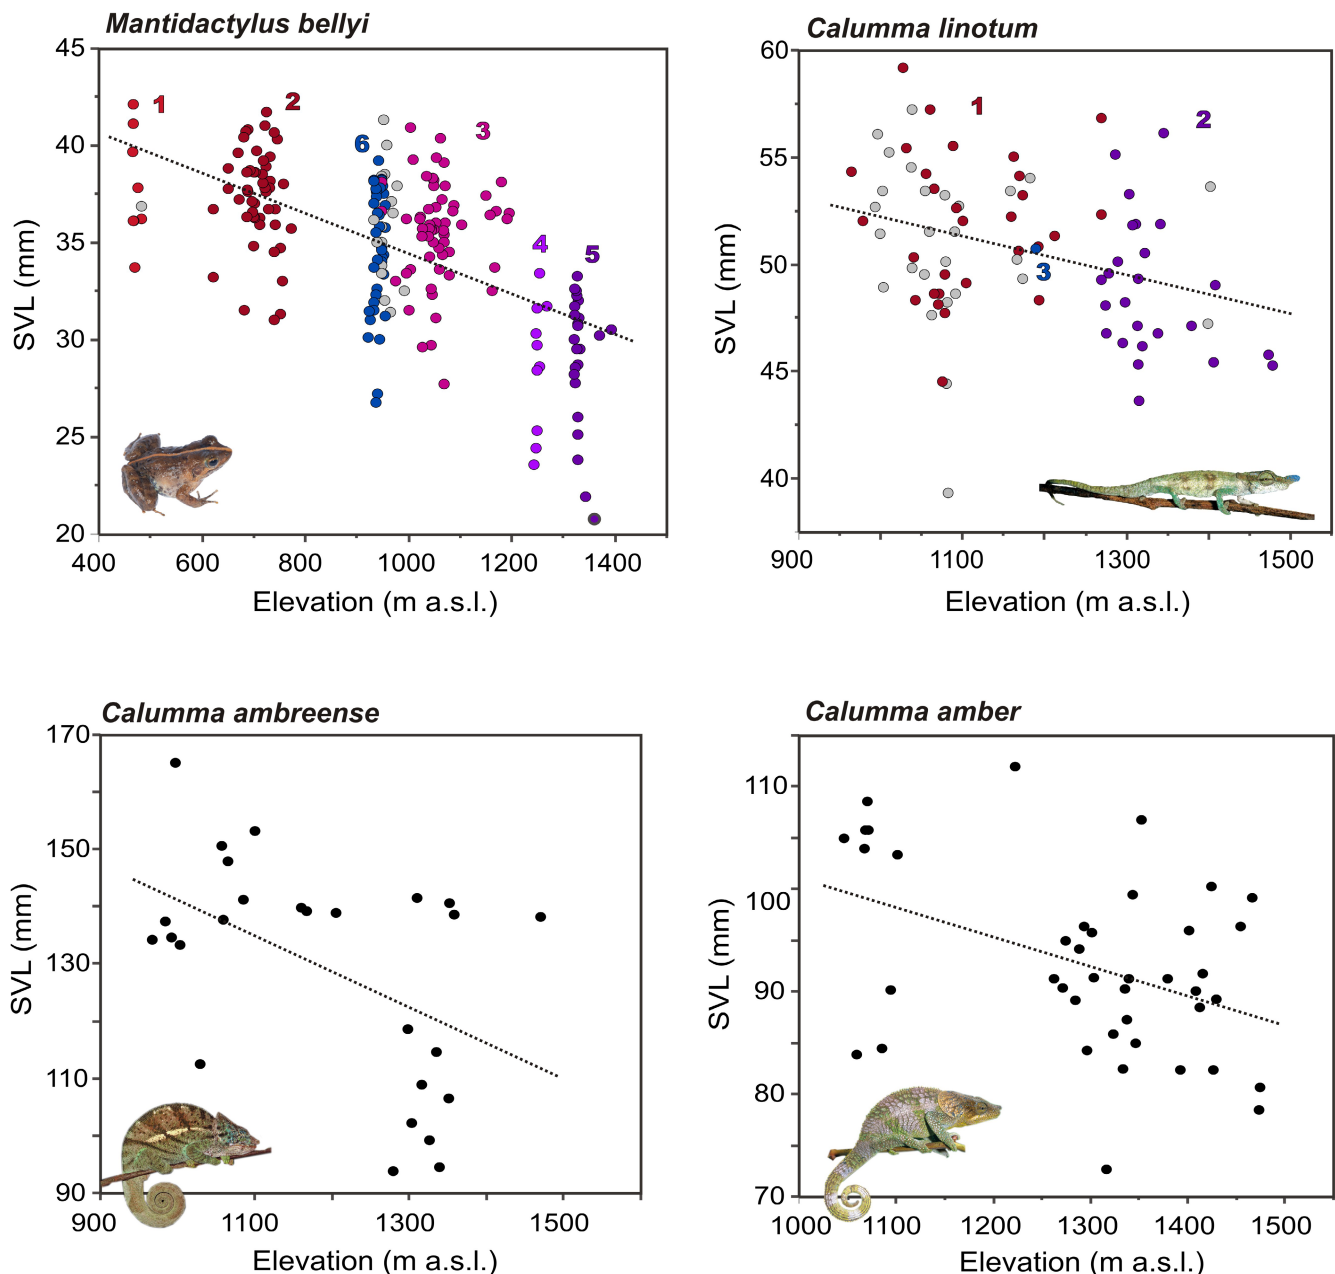 Mantidactylus bellyi
45
40
35
30
25
20
SVL (mm)
1
2
6
3
4
5
400 600 800 1000 1200 1400
Elevation (m a.s.l.)
Calumma linotum
60
55
50
45
40
SVL (mm)
1
2
3
900 1100 1300 1500
Elevation (m a.s.l.)
Calumma ambreense
170
150
130
110
90
SVL (mm)
900 1100 1300 1500
Elevation (m a.s.l.)
Calumma amber
110
100
90
80
70
SVL (mm)
1000 1100 1200 1300 1400 1500
Elevation (m a.s.l.)